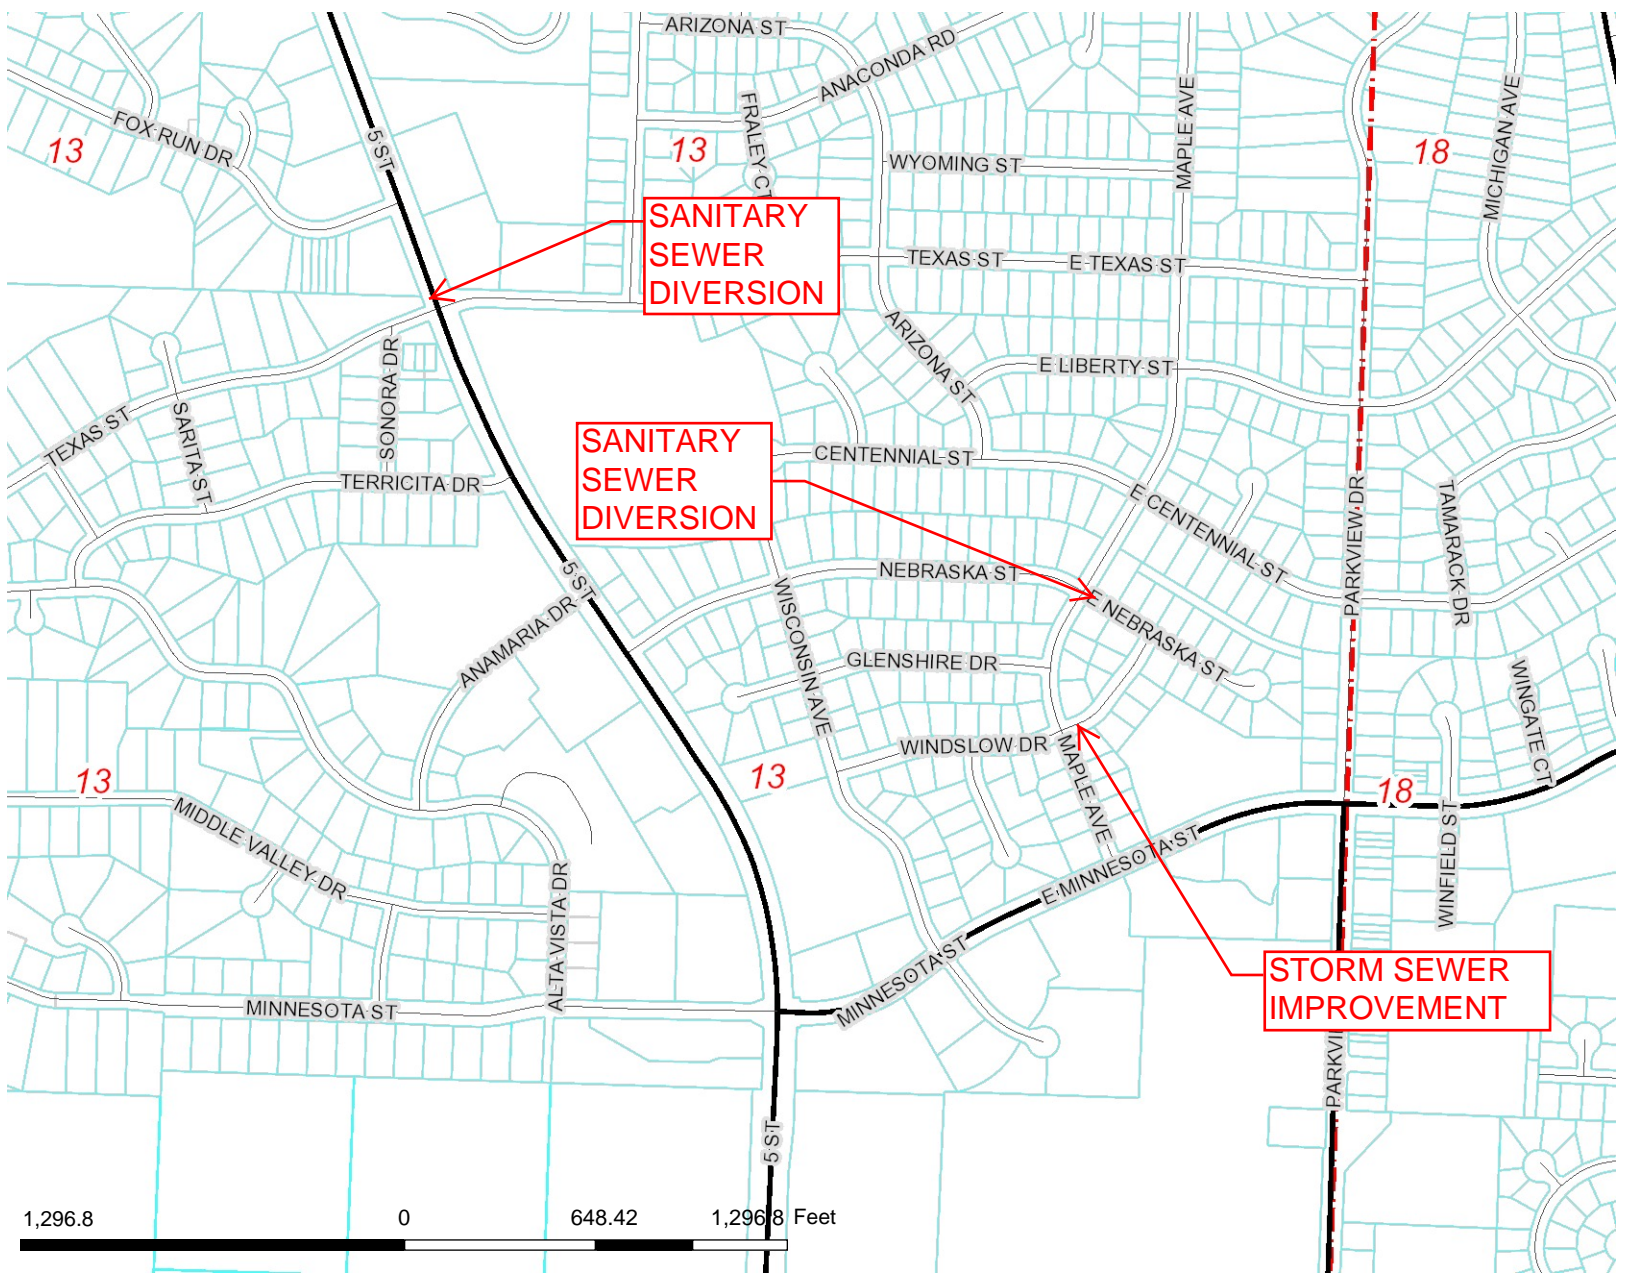 ARIZONA ST
ANACONDA RD
FOX RUN DR
13
5 ST
FRALEY CT
13
WYOMING ST
MAPLE AVE
18
MICHIGAN AVE
SANITARY
SEWER
DIVERSION
TEXAS ST
E TEXAS ST
ARIZONA ST
E LIBERTY ST
SONORA DR
TEXAS ST
SARITA ST
TERRICITA DR
SANITARY
SEWER
DIVERSION
CENTENNIAL ST
E CENTENNIAL ST
PARKVIEW DR
TAMARACK DR
5 ST
NEBRASKA ST
E NEBRASKA ST
ANAMARIA DR
WISCONSIN AVE
GLENSHIRE DR
WINGATE CT
WINDSLOW DR
MAPLE AVE
13
13
18
MIDDLE VALLEY DR
E MINNESOTA ST
WINFIELD ST
ALTA VISTA DR
MINNESOTA ST
MINNESOTA ST
STORM SEWER
IMPROVEMENT
PARKVI
5 ST
1,296.8 0 648.42 1,296.8 Feet